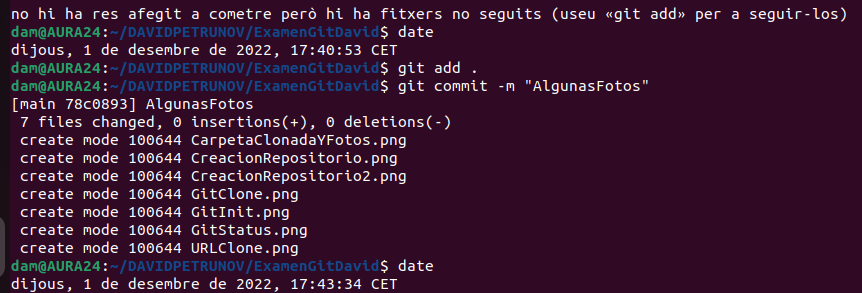 no hi ha res afegit a cometre però hi ha fitxers no seguits (useu «git add» per a seguir-los)
dam@AURA24:~/DAVIDPETRUNOV/ExamenGitDavid$ date
dijous, 1 de desembre de 2022, 17:40:53 CET
dam@AURA24:~/DAVIDPETRUNOV/ExamenGitDavid$ git add .
dam@AURA24:~/DAVIDPETRUNOV/ExamenGitDavid$ git commit -m "AlgunasFotos"
[main 78c0893] AlgunasFotos
 7 files changed, 0 insertions(+), 0 deletions(-)
 create mode 100644 CarpetaClonadaYFotos.png
 create mode 100644 CreacionRepositorio.png
 create mode 100644 CreacionRepositorio2.png
 create mode 100644 GitClone.png
 create mode 100644 GitInit.png
 create mode 100644 GitStatus.png
 create mode 100644 URLClone.png
dam@AURA24:~/DAVIDPETRUNOV/ExamenGitDavid$ date
dijous, 1 de desembre de 2022, 17:43:34 CET